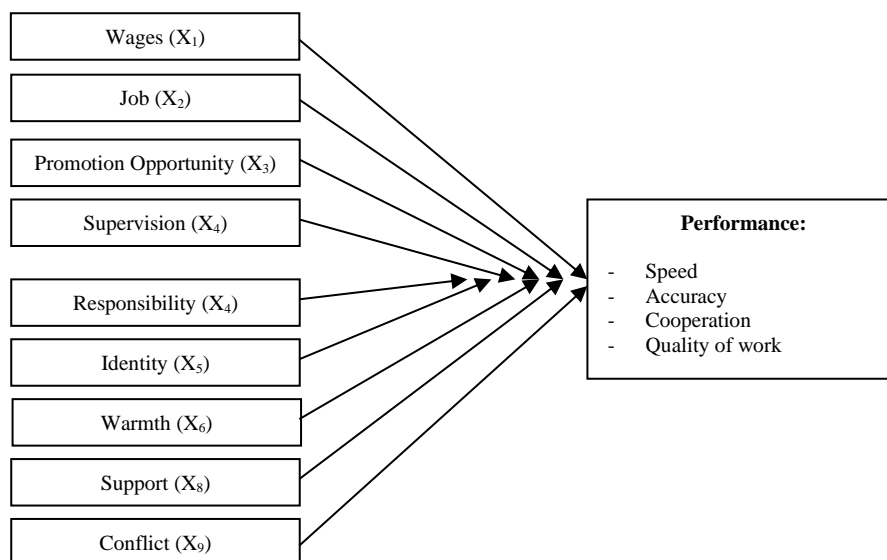 Wages (X₁)
Job (X₂)
Promotion Opportunity (X₃)
Supervision (X₄)
Responsibility (X₄)
Identity (X₅)
Warmth (X₆)
Support (X₈)
Conflict (X₉)
Performance:
- Speed
- Accuracy
- Cooperation
- Quality of work